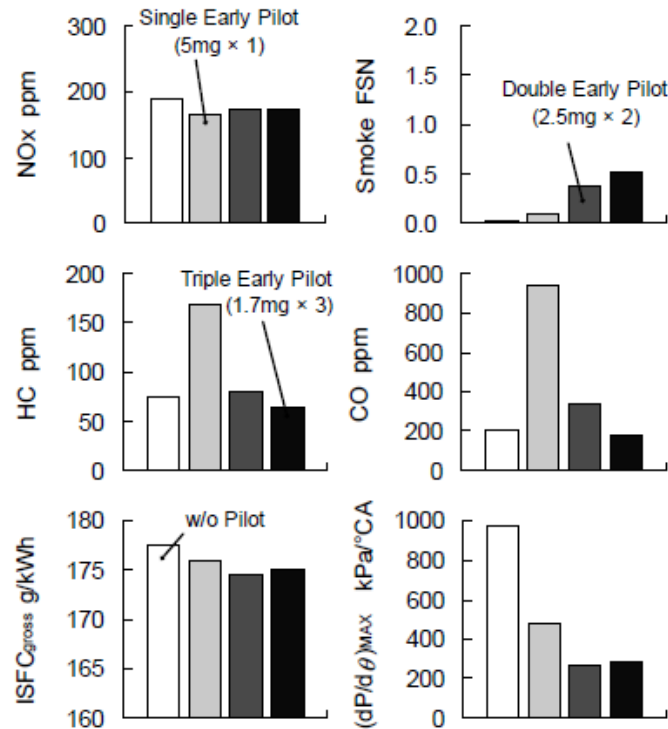 Single Early Pilot
(5mg × 1)
NOx ppm
300
200
100
0
Smoke FSN
2.0
1.5
1.0
0.5
0.0
Double Early Pilot
(2.5mg × 2)
HC ppm
200
150
100
50
0
Triple Early Pilot
(1.7mg × 3)
CO ppm
1000
800
600
400
200
0
ISFCgross g/kWh
180
175
170
165
160
w/o Pilot
(dP/dθ)MAX kPa/°CA
1000
800
600
400
200
0